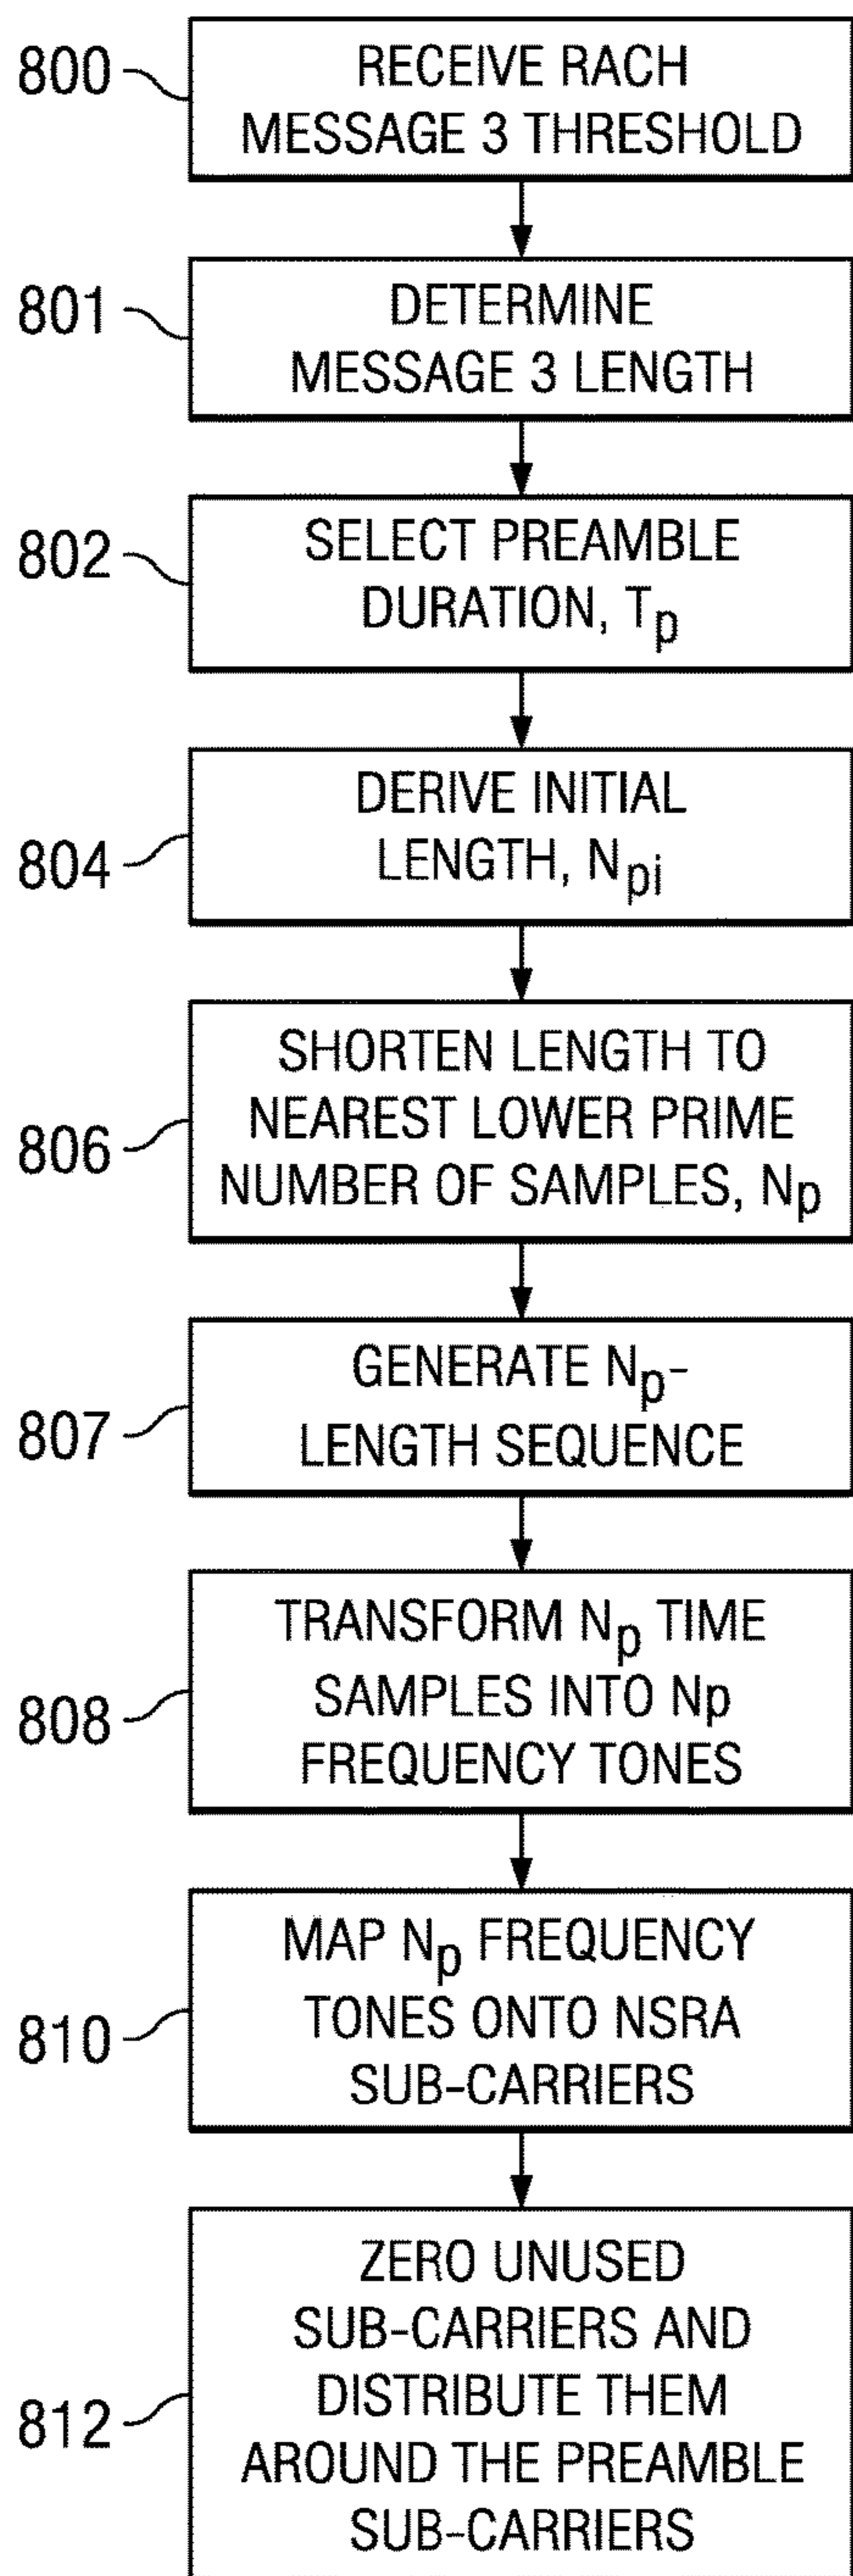 800
RECEIVE RACH
MESSAGE 3 THRESHOLD
801
DETERMINE
MESSAGE 3 LENGTH
802
SELECT PREAMBLE
DURATION, Tp
804
DERIVE INITIAL
LENGTH, Npi
806
SHORTEN LENGTH TO
NEAREST LOWER PRIME
NUMBER OF SAMPLES, Np
807
GENERATE Np-
LENGTH SEQUENCE
808
TRANSFORM Np TIME
SAMPLES INTO Np
FREQUENCY TONES
810
MAP Np FREQUENCY
TONES ONTO NSRA
SUB-CARRIERS
812
ZERO UNUSED
SUB-CARRIERS AND
DISTRIBUTE THEM
AROUND THE PREAMBLE
SUB-CARRIERS